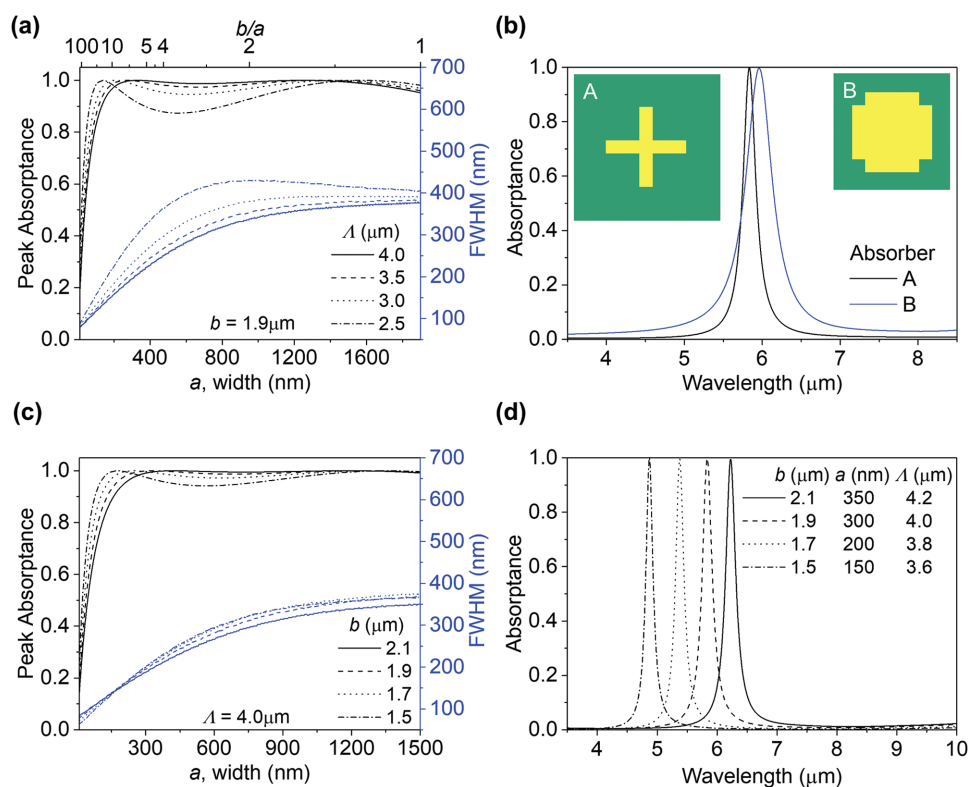 (a)
b/a
100 10 5 4 2 1
1.0
0.8
0.6
0.4
0.2
0.0
Peak Absorptance
700
600
500
400
300
200
100
FWHM (nm)
Λ (μm)
4.0
3.5
3.0
2.5
b = 1.9μm
400 800 1200 1600
a, width (nm)
(b)
1.0
0.8
0.6
0.4
0.2
0.0
Absorptance
A
B
Absorber
A
B
4 5 6 7 8
Wavelength (μm)
(c)
1.0
0.8
0.6
0.4
0.2
0.0
Peak Absorptance
700
600
500
400
300
200
100
FWHM (nm)
b (μm)
2.1
1.9
1.7
1.5
Λ = 4.0μm
300 600 900 1200 1500
a, width (nm)
(d)
1.0
0.8
0.6
0.4
0.2
0.0
Absorptance
b (μm) a (nm) Λ (μm)
2.1 350 4.2
1.9 300 4.0
1.7 200 3.8
1.5 150 3.6
4 5 6 7 8 9 10
Wavelength (μm)